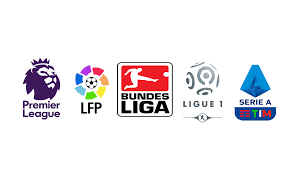 Premier
League
LFP
BUNDES
LIGA
LIGUE 1
SERIE A
TIM